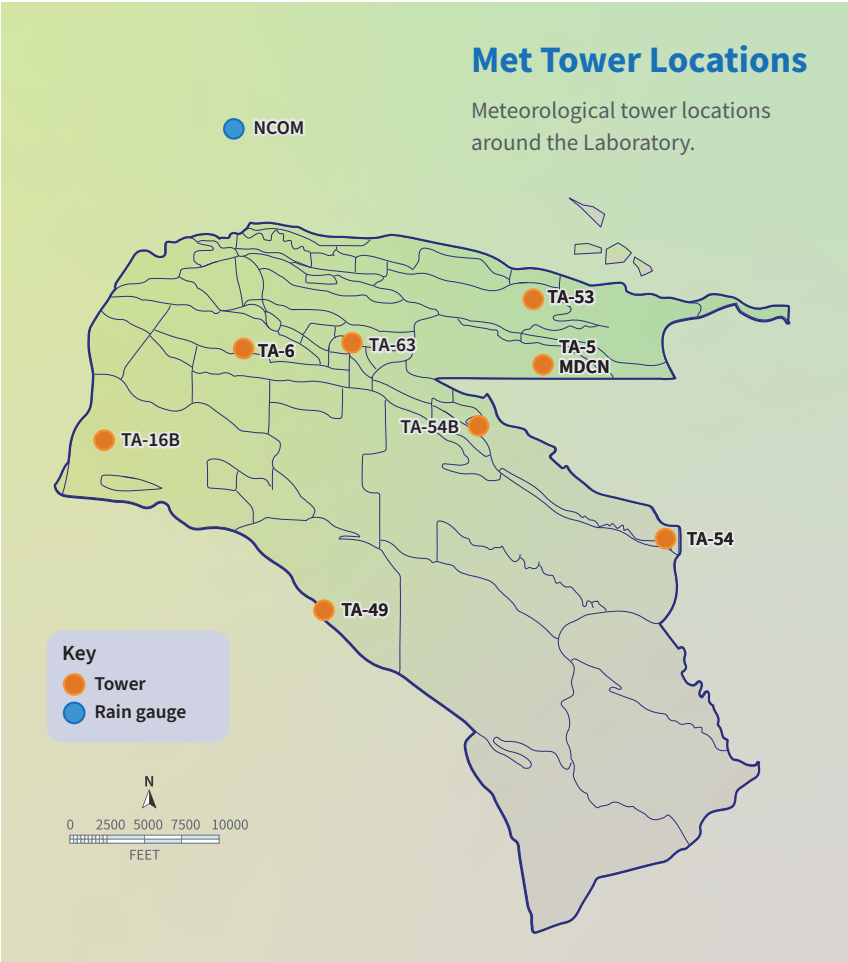 Met Tower Locations
Meteorological tower locations
around the Laboratory.
NCOM
TA-53
TA-6
TA-63
TA-5
MDCN
TA-54B
TA-16B
TA-54
TA-49
Key
Tower
Rain gauge
N
0 2500 5000 7500 10000
FEET